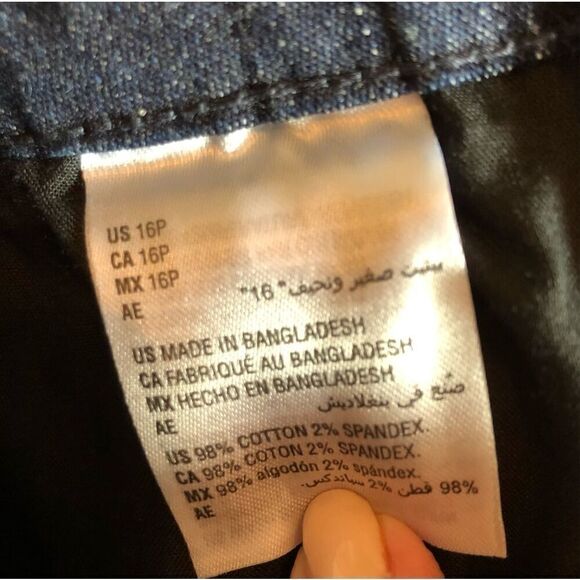 US 16P
CA 16P
MX 16P
AE بيتيت صغير ونحيف" 16"
US MADE IN BANGLADESH
CA FABRIQUÉ AU BANGLADESH
MX HECHO EN BANGLADESH
AE صنع في بنغلاديش
US 98% COTTON 2% SPANDEX.
CA 98% COTON 2% SPANDEX.
MX 98% algodón 2% spándex.
AE 98% قطن 2% سباندكس.